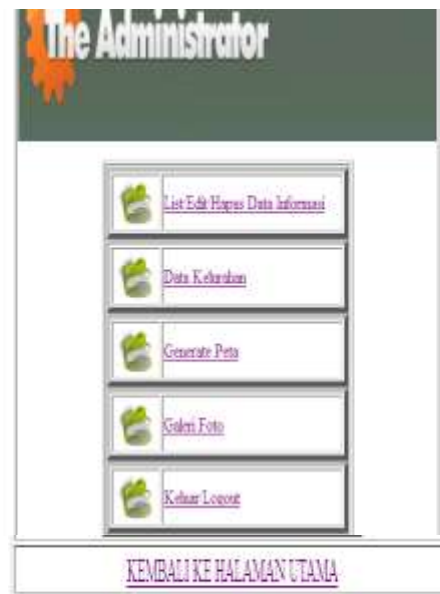 The Administrator
List Edit Hapus Data Informasi
Data Kelurahan
Generate Peta
Galeri Foto
Keluar Logout
KEMBALI KE HALAMAN UTAMA